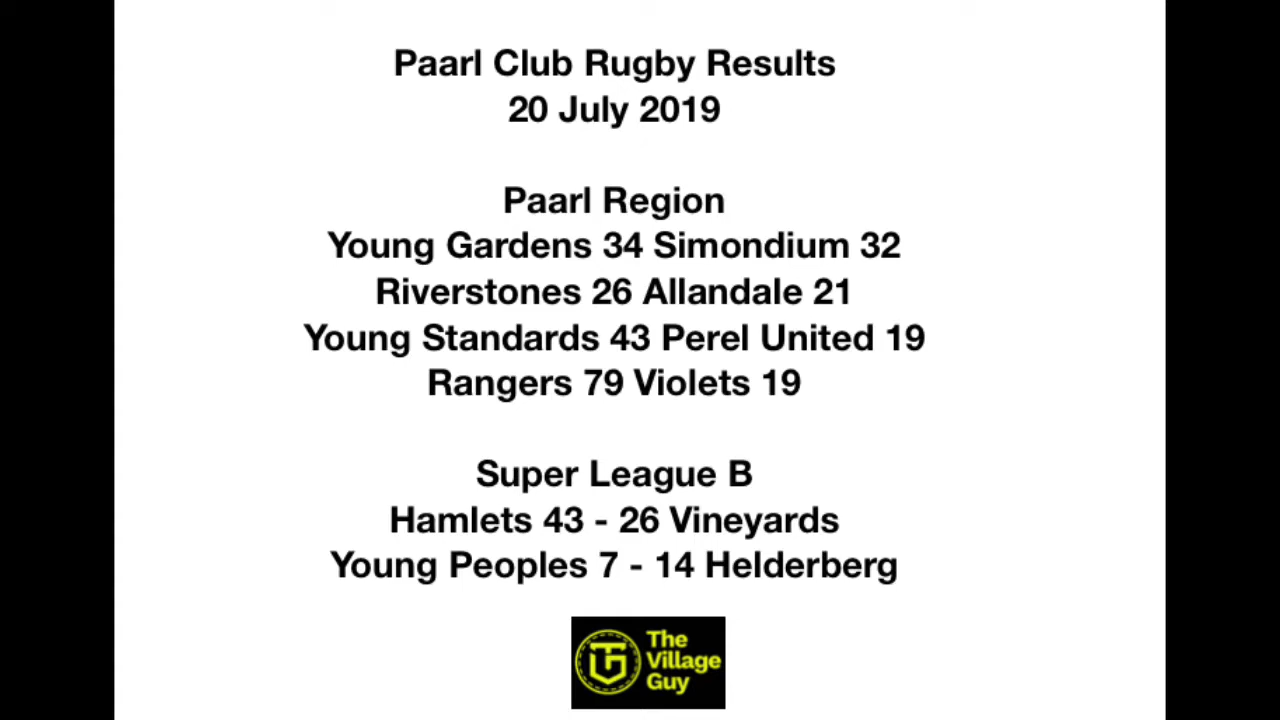 Paarl Club Rugby Results
20 July 2019
Paarl Region
Young Gardens 34 Simondium 32
Riverstones 26 Allandale 21
Young Standards 43 Perel United 19
Rangers 79 Violets 19
Super League B
Hamlets 43 - 26 Vineyards
Young Peoples 7 - 14 Helderberg
The
Village
Guy